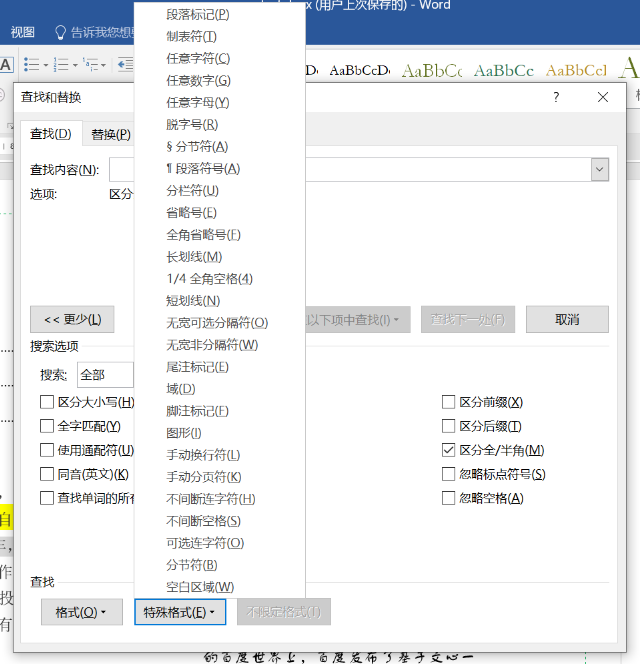 x (用户上次保存的) - Word
视图
告诉我您想要
AaBbCcDc
AaBbCc
AaBbCcDc
AaBbCcI
查找和替换
?
查找(D)
替换(P)
查找内容(N):
选项:
区分
段落标记(P)
制表符(T)
任意字符(C)
任意数字(G)
任意字母(Y)
脱字号(R)
§ 分节符(A)
¶ 段落符号(A)
分栏符(U)
省略号(E)
全角省略号(F)
长划线(M)
1/4 全角空格(4)
短划线(N)
无宽可选分隔符(O)
无宽非分隔符(W)
尾注标记(E)
域(D)
脚注标记(F)
图形(I)
手动换行符(L)
手动分页符(K)
不间断连字符(H)
不间断空格(S)
可选连字符(O)
分节符(B)
空白区域(W)
<< 更少(L)
以下项中查找(I)
查找下一处(F)
取消
搜索选项
搜索:
全部
区分大小写(H)
全字匹配(Y)
使用通配符(U)
同音(英文)(K)
查找单词的所有
区分前缀(X)
区分后缀(T)
区分全/半角(M)
忽略标点符号(S)
忽略空格(A)
查找
格式(O)
特殊格式(E)
不限定格式(T)
自
作
投
有
的百度世界上，百度发布了基于文心一